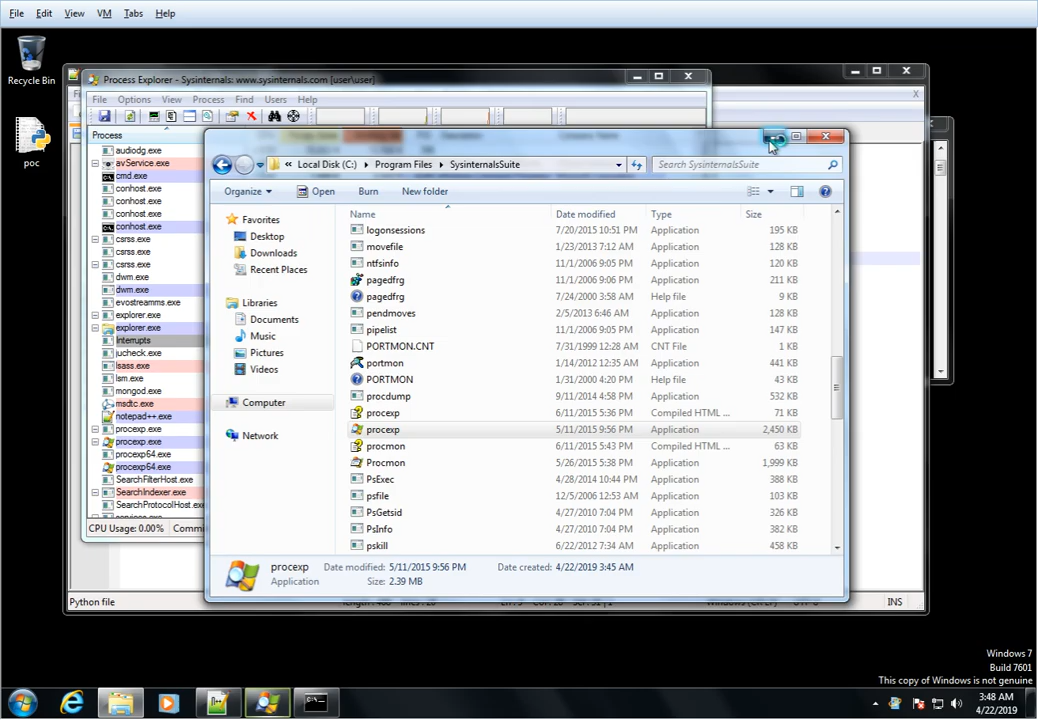 File Edit View VM Tabs Help
Recycle Bin
poc
Process Explorer - Sysinternals: www.sysinternals.com [user\user]
File Options View Process Find Users Help
Process
audiodg.exe
avService.exe
cmd.exe
conhost.exe
conhost.exe
conhost.exe
conhost.exe
csrss.exe
csrss.exe
csrss.exe
dwm.exe
dwm.exe
evostreamms.exe
explorer.exe
explorer.exe
Interrupts
jucheck.exe
lsass.exe
lsm.exe
mongod.exe
msdtc.exe
notepad++.exe
procexp.exe
procexp.exe
procexp64.exe
procexp64.exe
SearchFilterHost.exe
SearchIndexer.exe
SearchProtocolHost.exe
CPU Usage: 0.00%
Python file
INS
« Local Disk (C:) Program Files SysinternalsSuite
Search SysinternalsSuite
Organize Open Burn New folder
Favorites
Desktop
Downloads
Recent Places
Libraries
Documents
Music
Pictures
Videos
Computer
Network
Name Date modified Type Size
logonsessions 7/20/2015 10:51 PM Application 195 KB
movefile 1/23/2013 7:12 AM Application 128 KB
ntfsinfo 11/1/2006 9:05 PM Application 120 KB
pagedfrg 11/1/2006 9:06 PM Application 211 KB
pagedfrg 7/24/2000 3:58 AM Help file 9 KB
pendmoves 2/5/2013 6:46 AM Application 128 KB
pipelist 11/1/2006 9:05 PM Application 147 KB
PORTMON.CNT 7/31/1999 12:28 AM CNT File 1 KB
portmon 1/14/2012 12:35 AM Application 441 KB
PORTMON 1/31/2000 4:20 PM Help file 43 KB
procdump 9/11/2014 4:58 PM Application 532 KB
procexp 6/11/2015 5:36 PM Compiled HTML ... 71 KB
procexp 5/11/2015 9:56 PM Application 2,450 KB
procmon 6/11/2015 5:43 PM Compiled HTML ... 63 KB
Procmon 5/26/2015 5:38 PM Application 1,999 KB
PsExec 4/28/2014 10:44 PM Application 388 KB
psfile 12/5/2006 12:53 AM Application 103 KB
PsGetsid 4/27/2010 7:04 PM Application 326 KB
PsInfo 4/27/2010 7:04 PM Application 382 KB
pskill 6/22/2012 7:34 AM Application 458 KB
procexp Date modified: 5/11/2015 9:56 PM Date created: 4/22/2019 3:45 AM
Application Size: 2.39 MB
Windows 7
Build 7601
This copy of Windows is not genuine
3:48 AM
4/22/2019